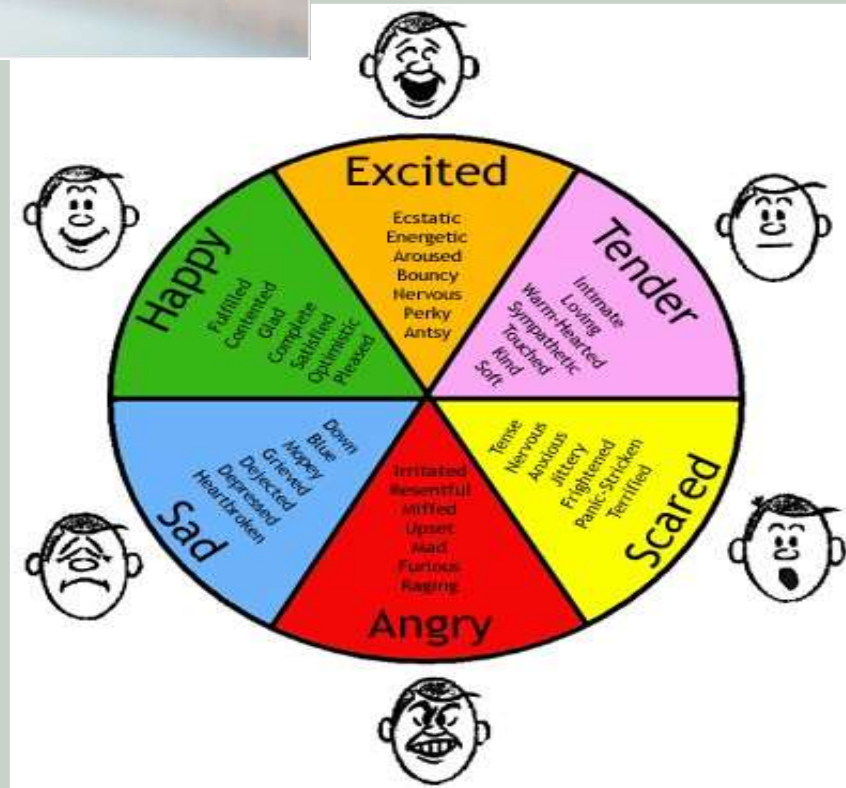 Excited
Ecstatic
Energetic
Aroused
Bouncy
Nervous
Perky
Antsy
Tender
Intimate
Loving
Warm-Hearted
Sympathetic
Touched
Kind
Soft
Scared
Tense
Nervous
Anxious
Jittery
Frightened
Panic-Stricken
Terrified
Angry
Irritated
Resentful
Miffed
Upset
Mad
Furious
Raging
Sad
Down
Blue
Mopey
Grieved
Dejected
Depressed
Heartbroken
Happy
Fulfilled
Contented
Glad
Complete
Satisfied
Optimistic
Pleased